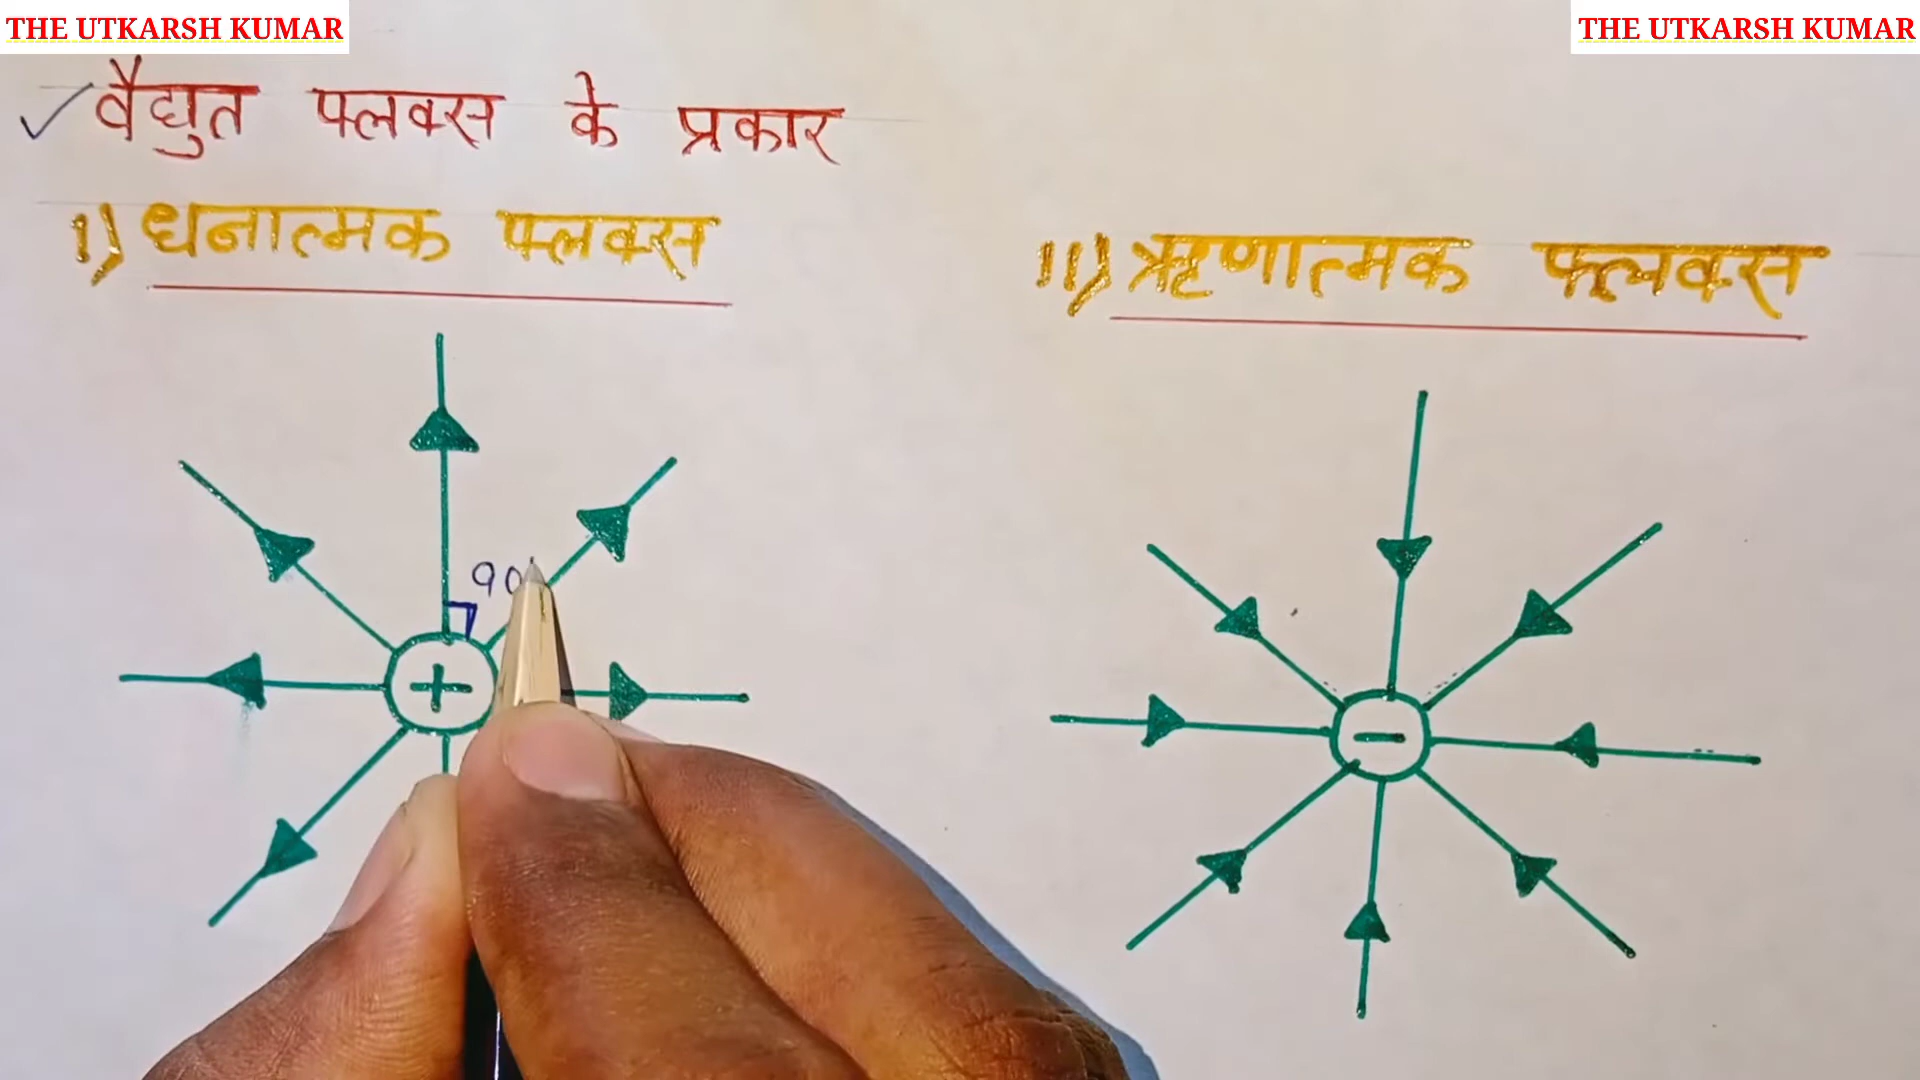 THE UTKARSH KUMAR
THE UTKARSH KUMAR
वैद्युत फ्लक्स के प्रकार
I) धनात्मक फ्लक्स
II) ऋणात्मक फ्लक्स
90
+
−